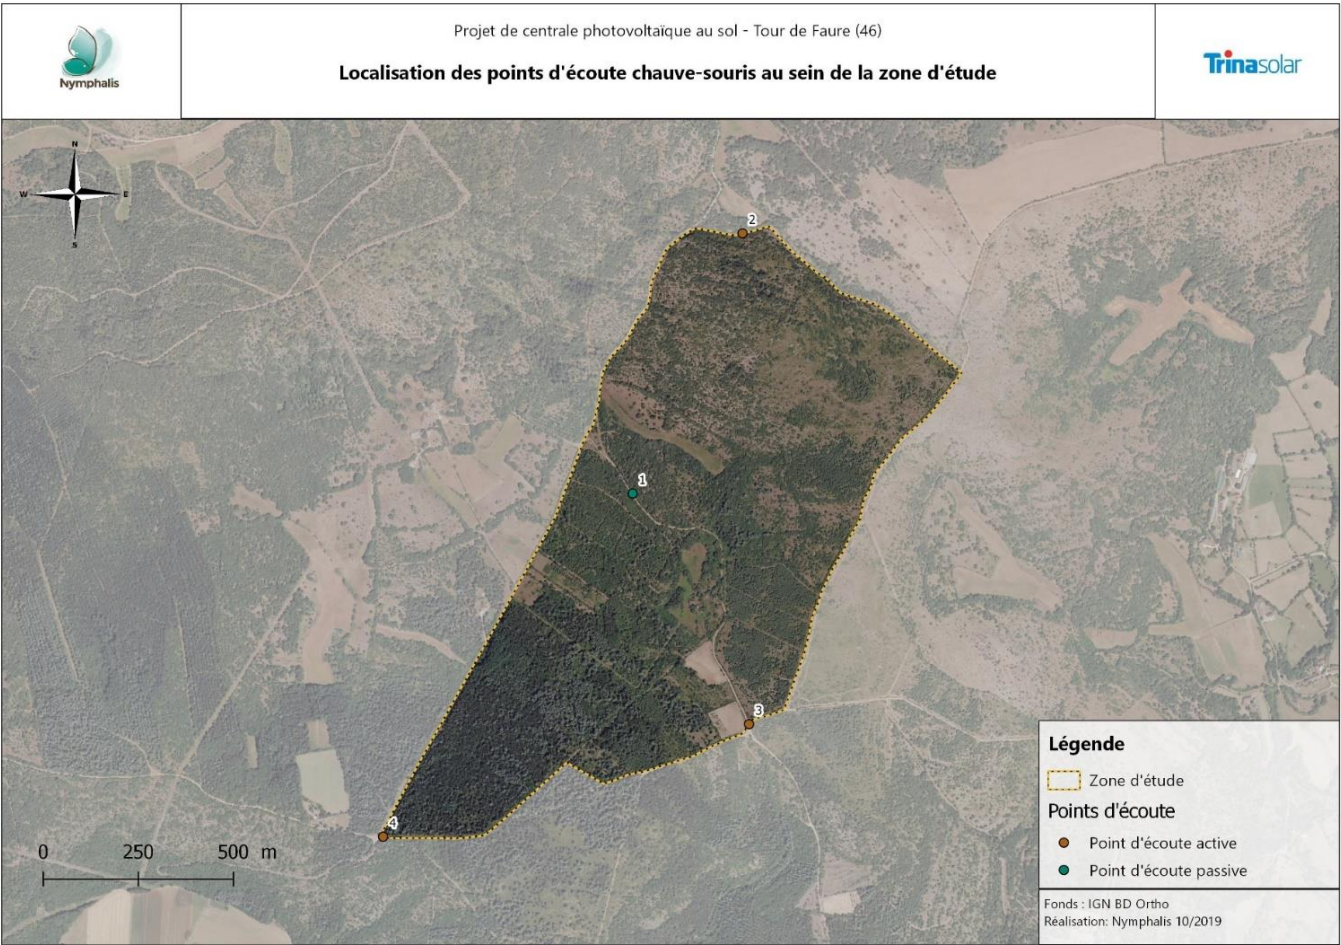 Nymphalis
Projet de centrale photovoltaïque au sol - Tour de Faure (46)
Localisation des points d'écoute chauve-souris au sein de la zone d'étude
Trinasolar
N
W E
S
2
1
3
4
0 250 500 m
Légende
Zone d'étude
Points d'écoute
Point d'écoute active
Point d'écoute passive
Fonds : IGN BD Ortho
Réalisation: Nymphalis 10/2019